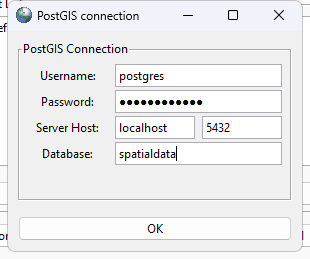 PostGIS connection
PostGIS Connection
Username: postgres
Password: ●●●●●●●●●●●●
Server Host: localhost 5432
Database: spatialdata
OK